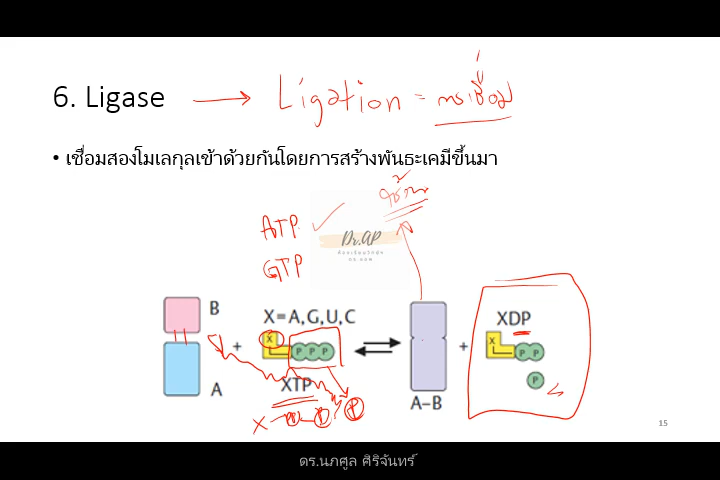 6. Ligase → Ligation = การเชื่อม
• เชื่อมสองโมเลกุลเข้าด้วยกันโดยการสร้างพันธะเคมีขึ้นมา
ATP ✓
Dr.AP
GTP
B
X = A, G, U, C
XDP
+
X
P P P
+
X
P P
A
XTP
P
A–B
X P P P
15
ดร.นภศูล ศิริจันทร์